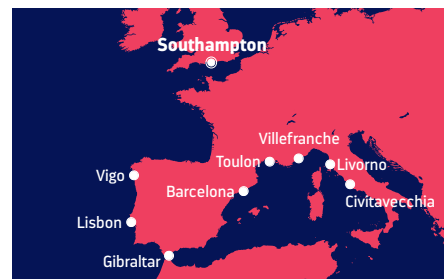 Southampton
Villefranche
Toulon
Livorno
Vigo
Barcelona
Civitavecchia
Lisbon
Gibraltar